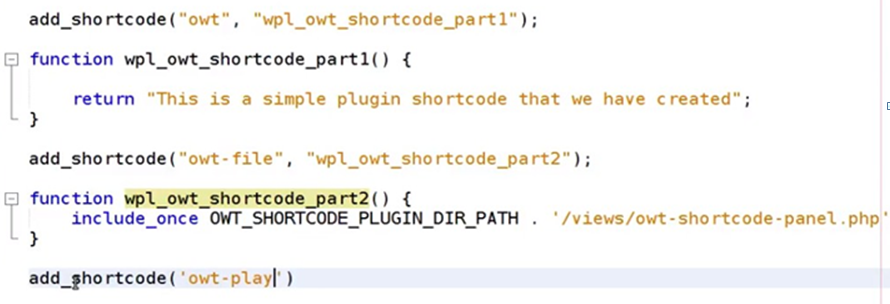 add_shortcode("owt", "wpl_owt_shortcode_part1");
function wpl_owt_shortcode_part1() {
return "This is a simple plugin shortcode that we have created";
}
add_shortcode("owt-file", "wpl_owt_shortcode_part2");
function wpl_owt_shortcode_part2() {
include_once OWT_SHORTCODE_PLUGIN_DIR_PATH . '/views/owt-shortcode-panel.php'
}
add_shortcode('owt-play')